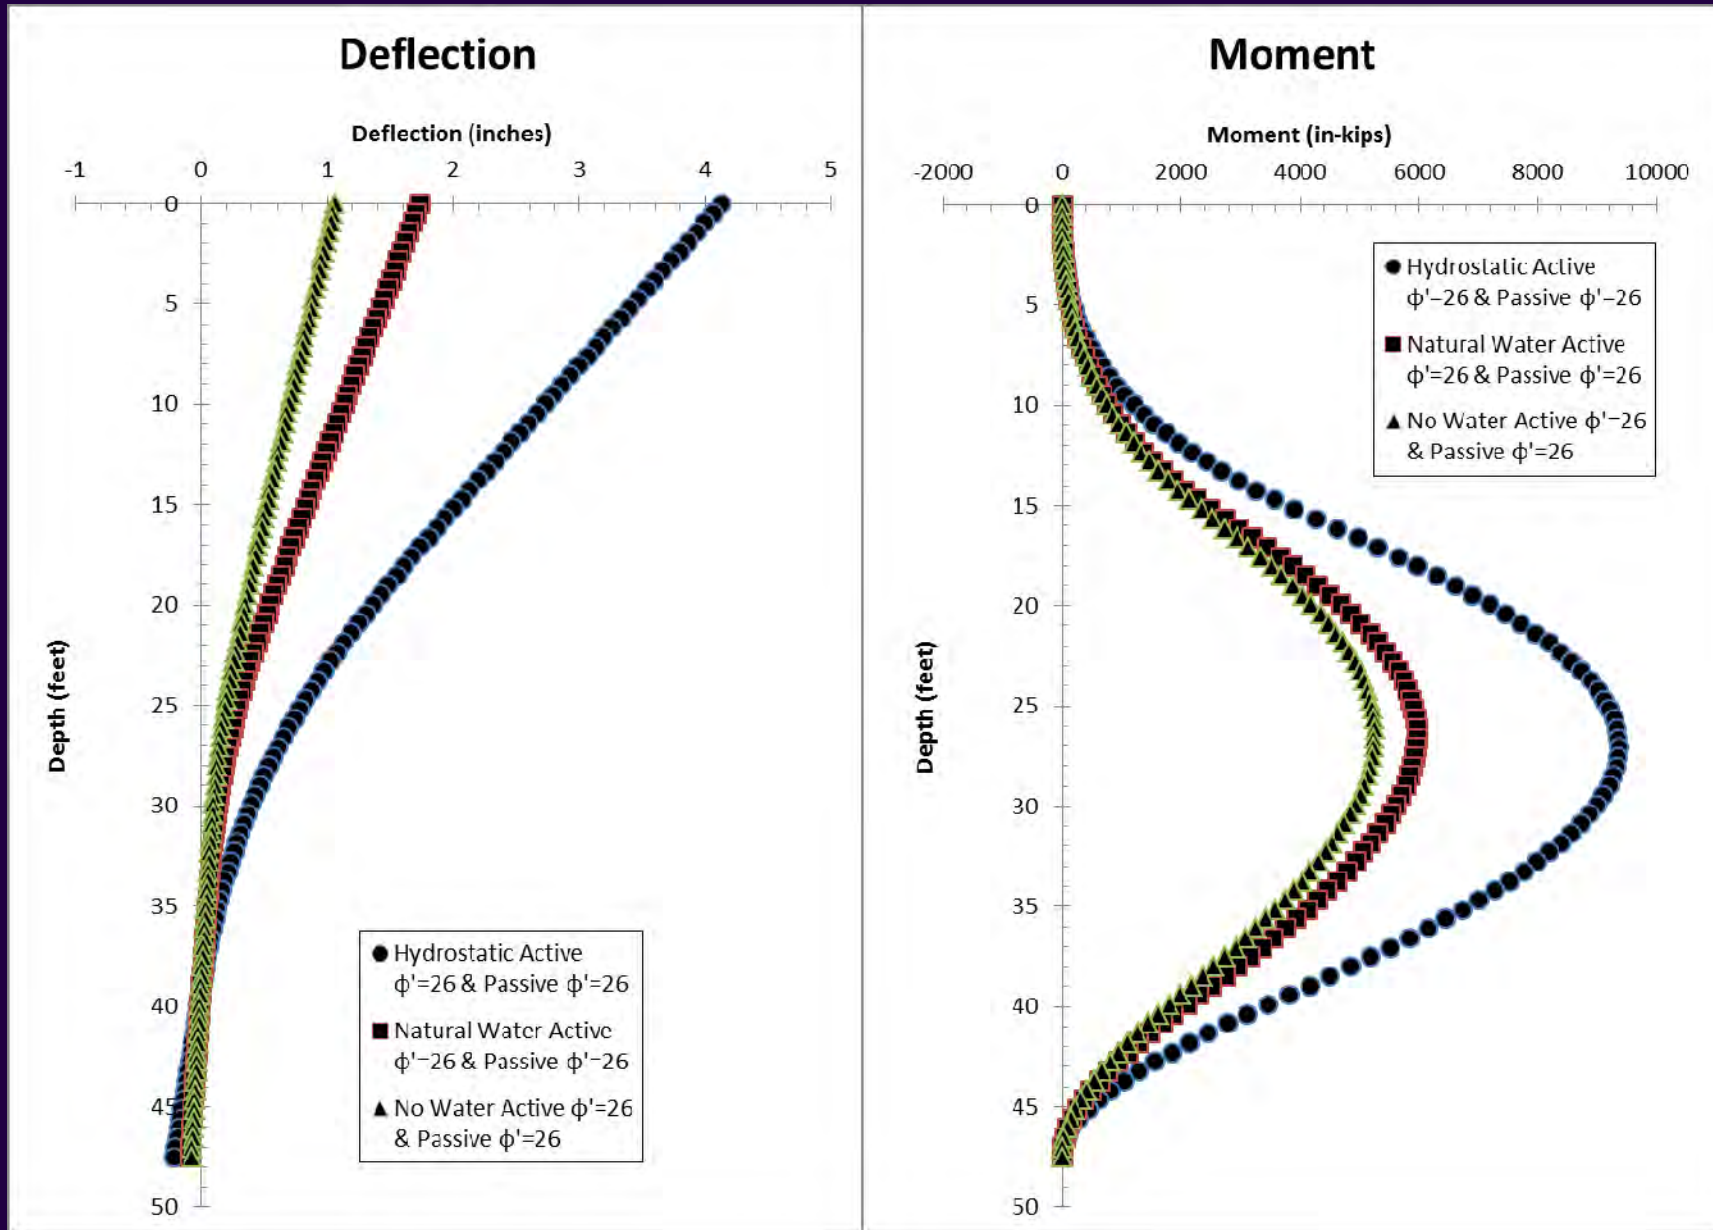 Deflection
Deflection (inches)
-1 0 1 2 3 4 5
0
5
10
15
20
25
30
35
40
45
50
Depth (feet)
Hydrostatic Active
ϕ'=26 & Passive ϕ'=26
Natural Water Active
ϕ'=26 & Passive ϕ'=26
No Water Active ϕ'=26
& Passive ϕ'=26
Moment
Moment (in-kips)
-2000 0 2000 4000 6000 8000 10000
0
5
10
15
20
25
30
35
40
45
50
Depth (feet)
Hydrostatic Active
ϕ'=26 & Passive ϕ'=26
Natural Water Active
ϕ'=26 & Passive ϕ'=26
No Water Active ϕ'=26
& Passive ϕ'=26